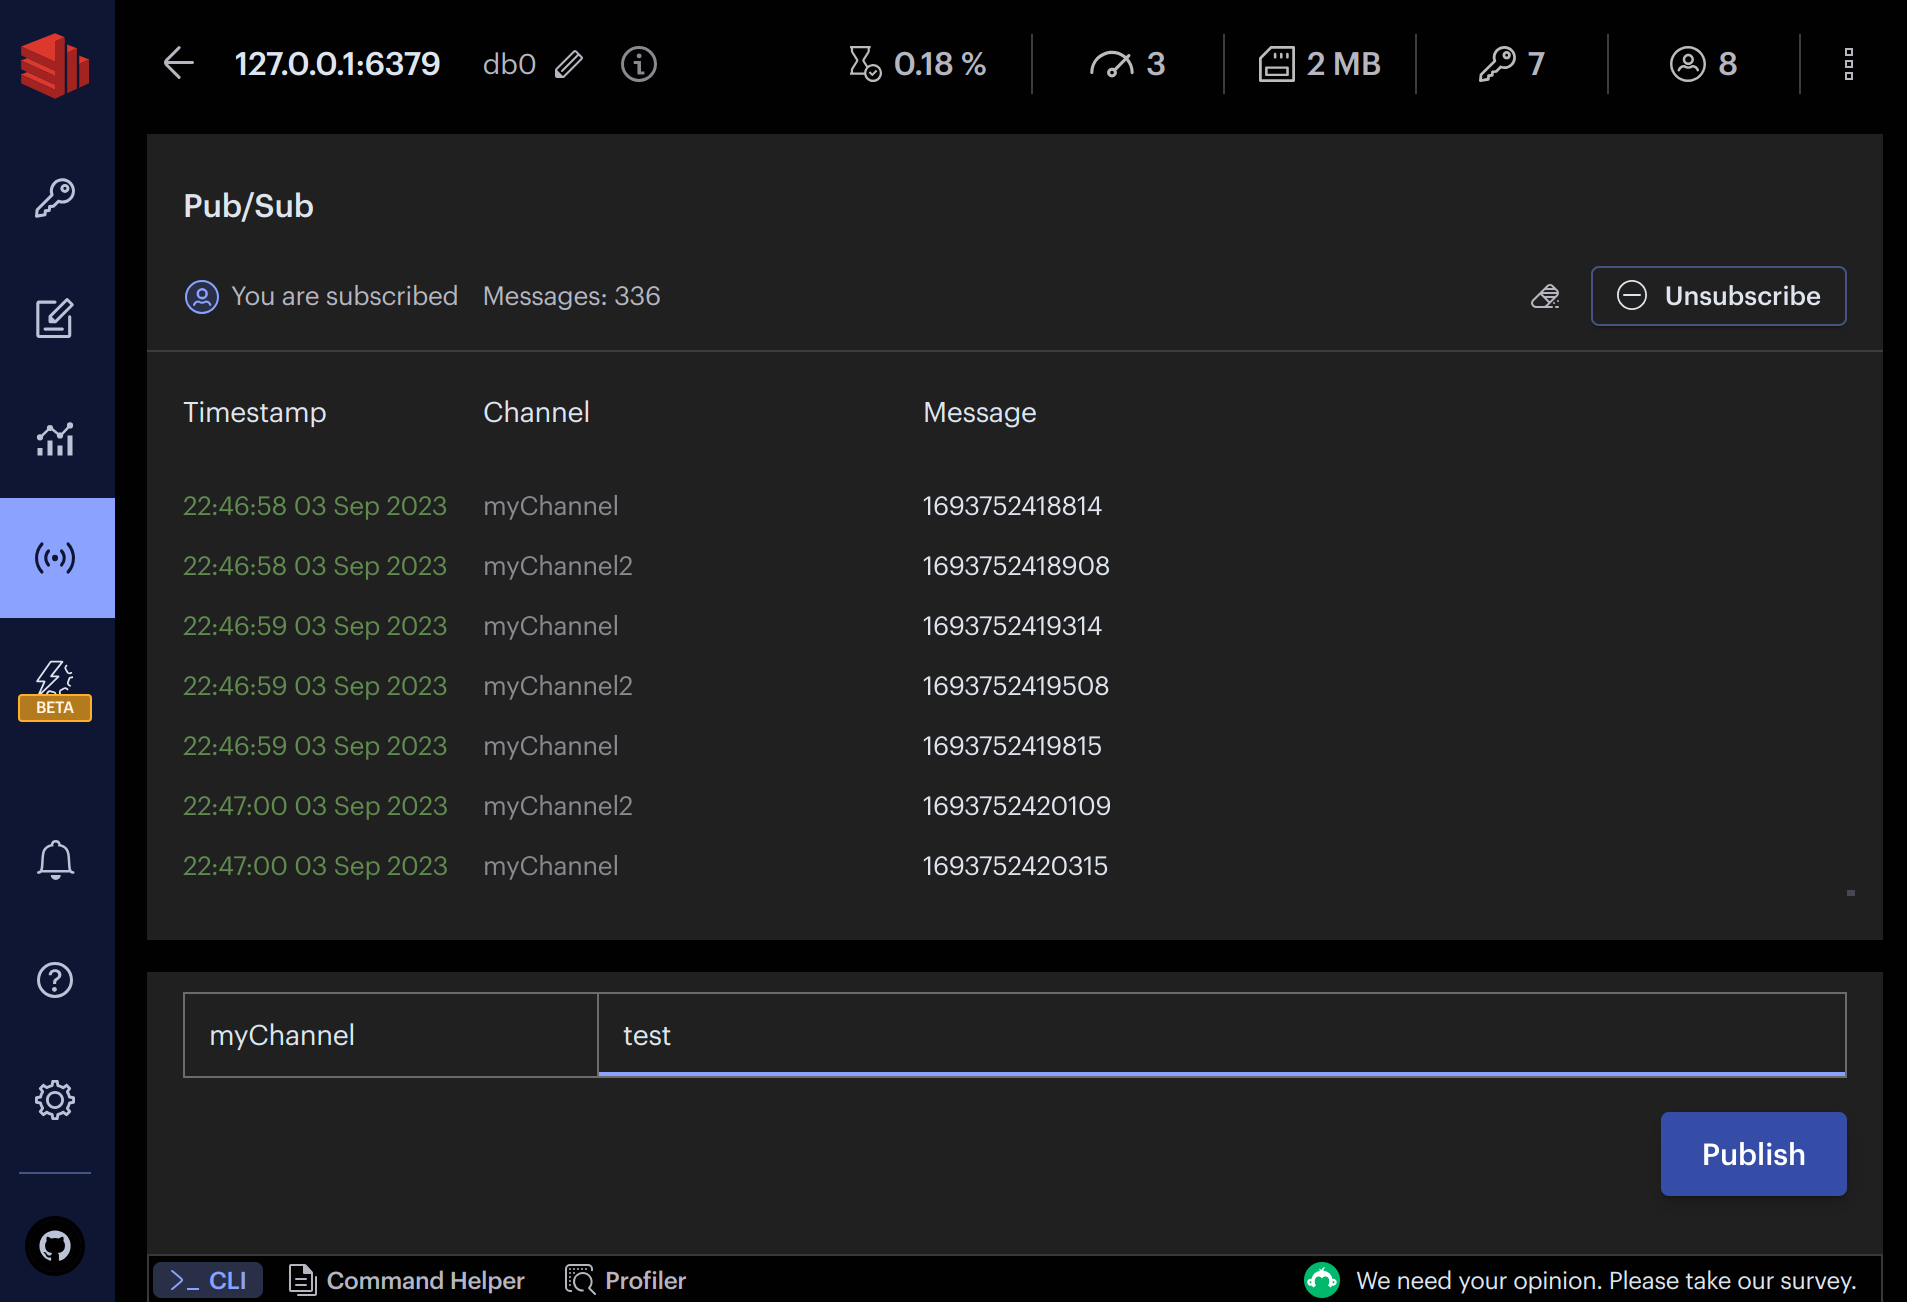 127.0.0.1:6379 db0 0.18 % 3 2 MB 7 8
Pub/Sub
You are subscribed Messages: 336 Unsubscribe
Timestamp Channel Message
22:46:58 03 Sep 2023 myChannel 1693752418814
22:46:58 03 Sep 2023 myChannel2 1693752418908
22:46:59 03 Sep 2023 myChannel 1693752419314
22:46:59 03 Sep 2023 myChannel2 1693752419508
BETA
22:46:59 03 Sep 2023 myChannel 1693752419815
22:47:00 03 Sep 2023 myChannel2 1693752420109
22:47:00 03 Sep 2023 myChannel 1693752420315
myChannel test
Publish
>_ CLI Command Helper Profiler We need your opinion. Please take our survey.